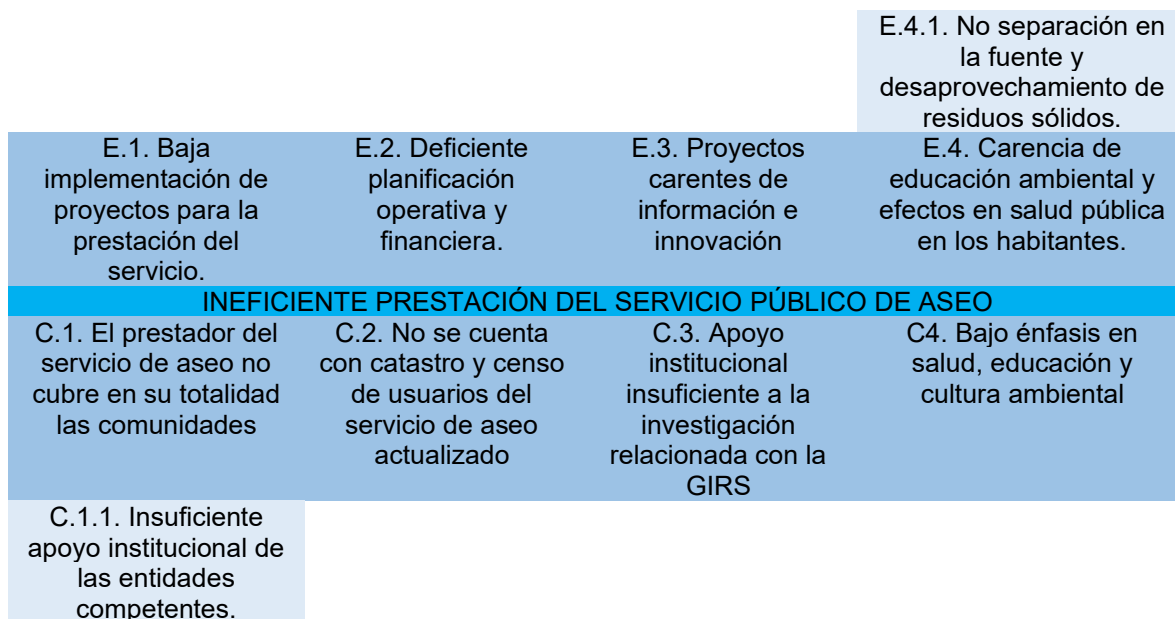 E.4.1. No separación en
la fuente y
desaprovechamiento de
residuos sólidos.
E.1. Baja
implementación de
proyectos para la
prestación del
servicio.
E.2. Deficiente
planificación
operativa y
financiera.
E.3. Proyectos
carentes de
información e
innovación
E.4. Carencia de
educación ambiental y
efectos en salud pública
en los habitantes.
INEFICIENTE PRESTACIÓN DEL SERVICIO PÚBLICO DE ASEO
C.1. El prestador del
servicio de aseo no
cubre en su totalidad
las comunidades
C.2. No se cuenta
con catastro y censo
de usuarios del
servicio de aseo
actualizado
C.3. Apoyo
institucional
insuficiente a la
investigación
relacionada con la
GIRS
C4. Bajo énfasis en
salud, educación y
cultura ambiental
C.1.1. Insuficiente
apoyo institucional de
las entidades
competentes.